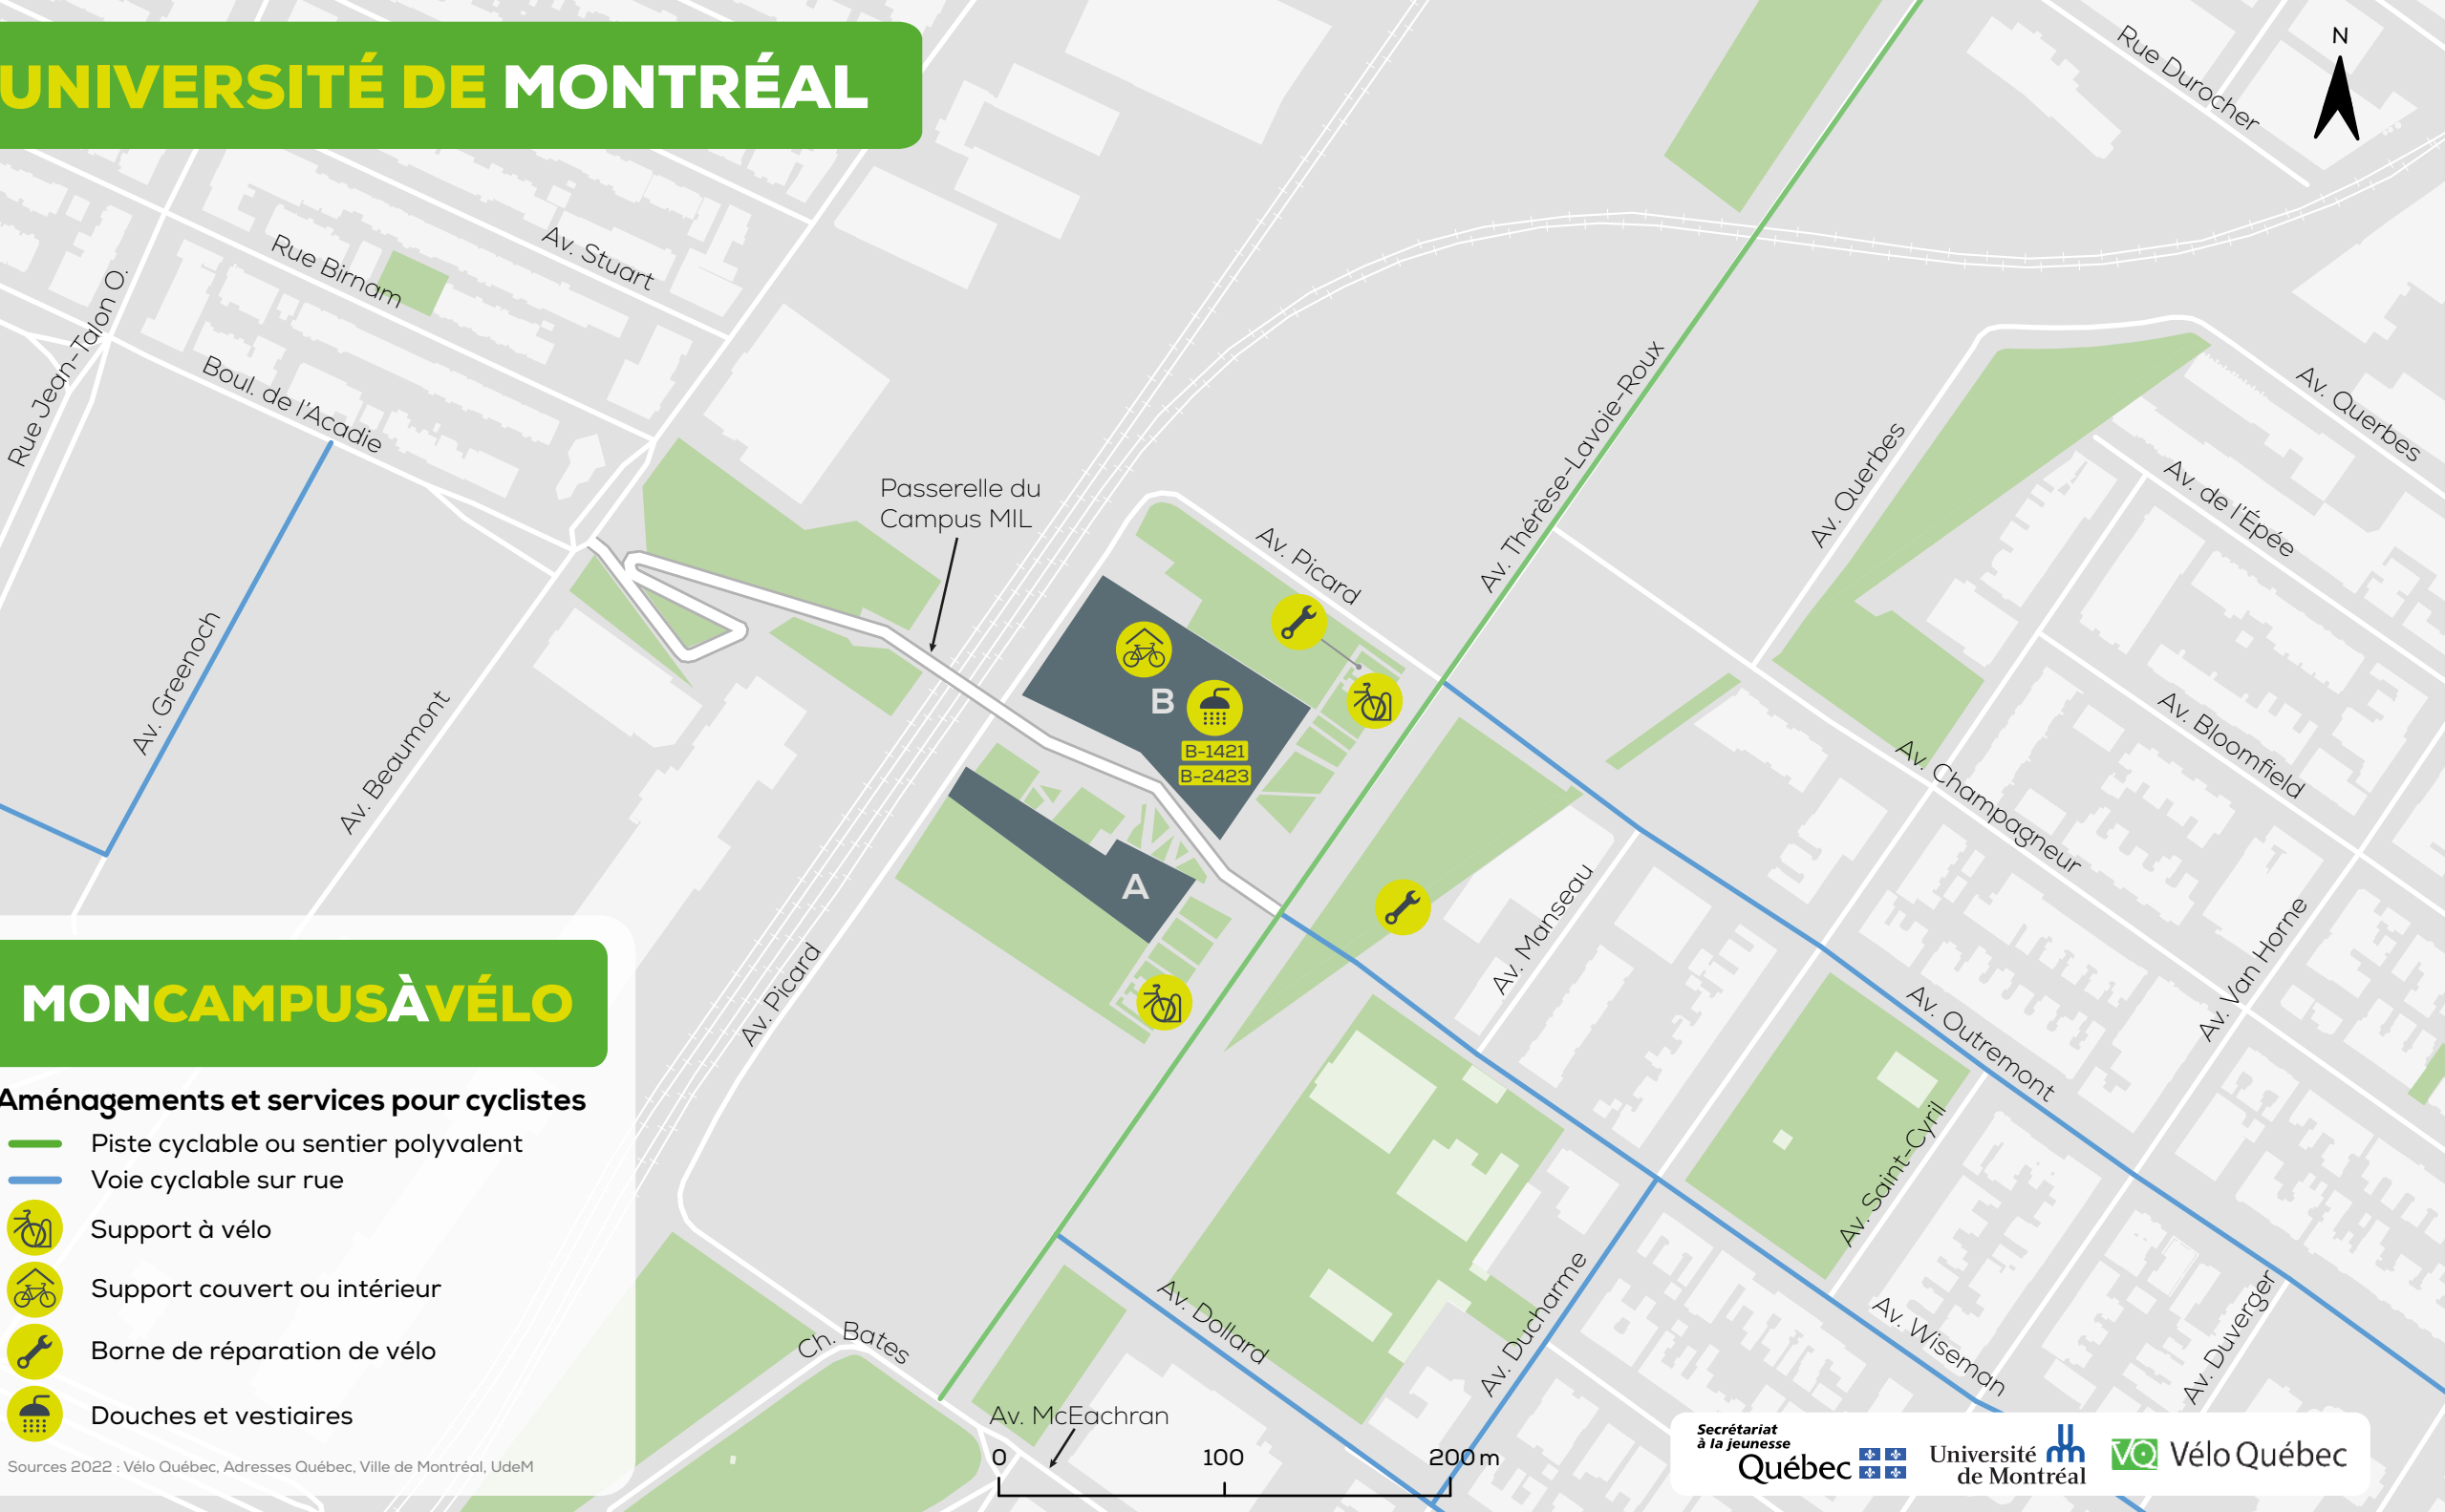 UNIVERSITÉ DE MONTRÉAL
N
Rue Durocher
Av. Stuart
Rue Birnam
Rue Jean-Talon O.
Boul. de l'Acadie
Av. Querbes
Av. Thérèse-Lavoie-Roux
Av. Querbes
Av. de l'Épée
Passerelle du
Campus MIL
Av. Picard
Av. Greenoch
Av. Beaumont
B
B-1421
B-2423
Av. Bloomfield
Av. Champagneur
A
Av. Manseau
Av. Van Horne
Av. Picard
Av. Outremont
Av. Saint-Cyril
MONCAMPUSÀVÉLO
Aménagements et services pour cyclistes
Piste cyclable ou sentier polyvalent
Voie cyclable sur rue
Support à vélo
Support couvert ou intérieur
Borne de réparation de vélo
Douches et vestiaires
Sources 2022 : Vélo Québec, Adresses Québec, Ville de Montréal, UdeM
Ch. Bates
Av. Dollard
Av. Ducharme
Av. Wiseman
Av. Duverger
Av. McEachran
0 100 200 m
Secrétariat
à la jeunesse
Québec
Université
de Montréal
VQ Vélo Québec